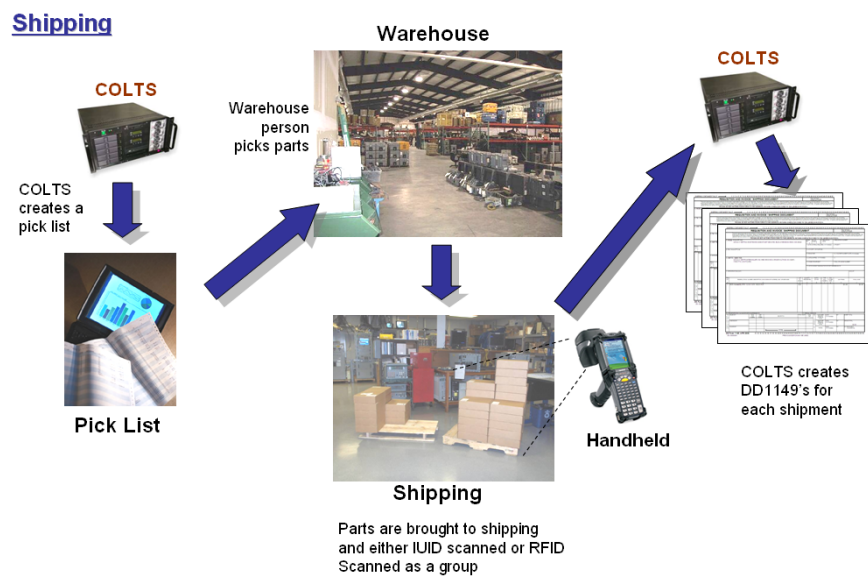 Shipping
COLTS
COLTS
creates a
pick list
Pick List
Warehouse
Warehouse
person
picks parts
Shipping
Parts are brought to shipping
and either IUID scanned or RFID
Scanned as a group
Handheld
COLTS
COLTS creates
DD1149's for
each shipment